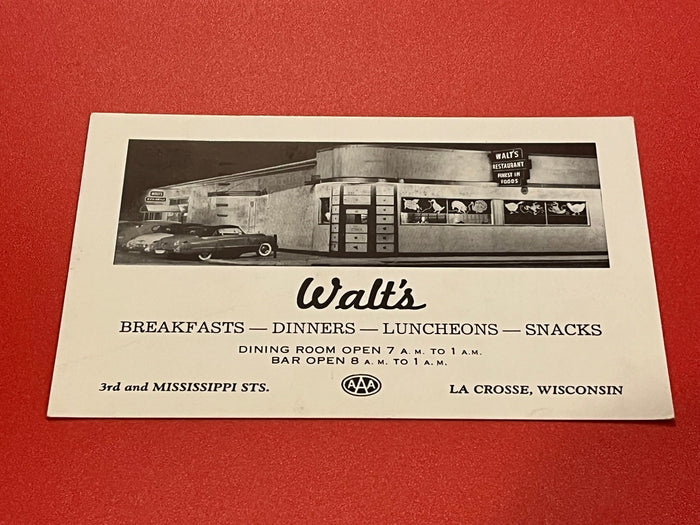 WALT'S
RESTAURANT
FINEST IN
FOODS
WALT'S
Walt's
BREAKFASTS — DINNERS — LUNCHEONS — SNACKS
DINING ROOM OPEN 7 A. M. TO 1 A. M.
BAR OPEN 8 A. M. TO 1 A. M.
3rd and MISSISSIPPI STS.
AAA
LA CROSSE, WISCONSIN